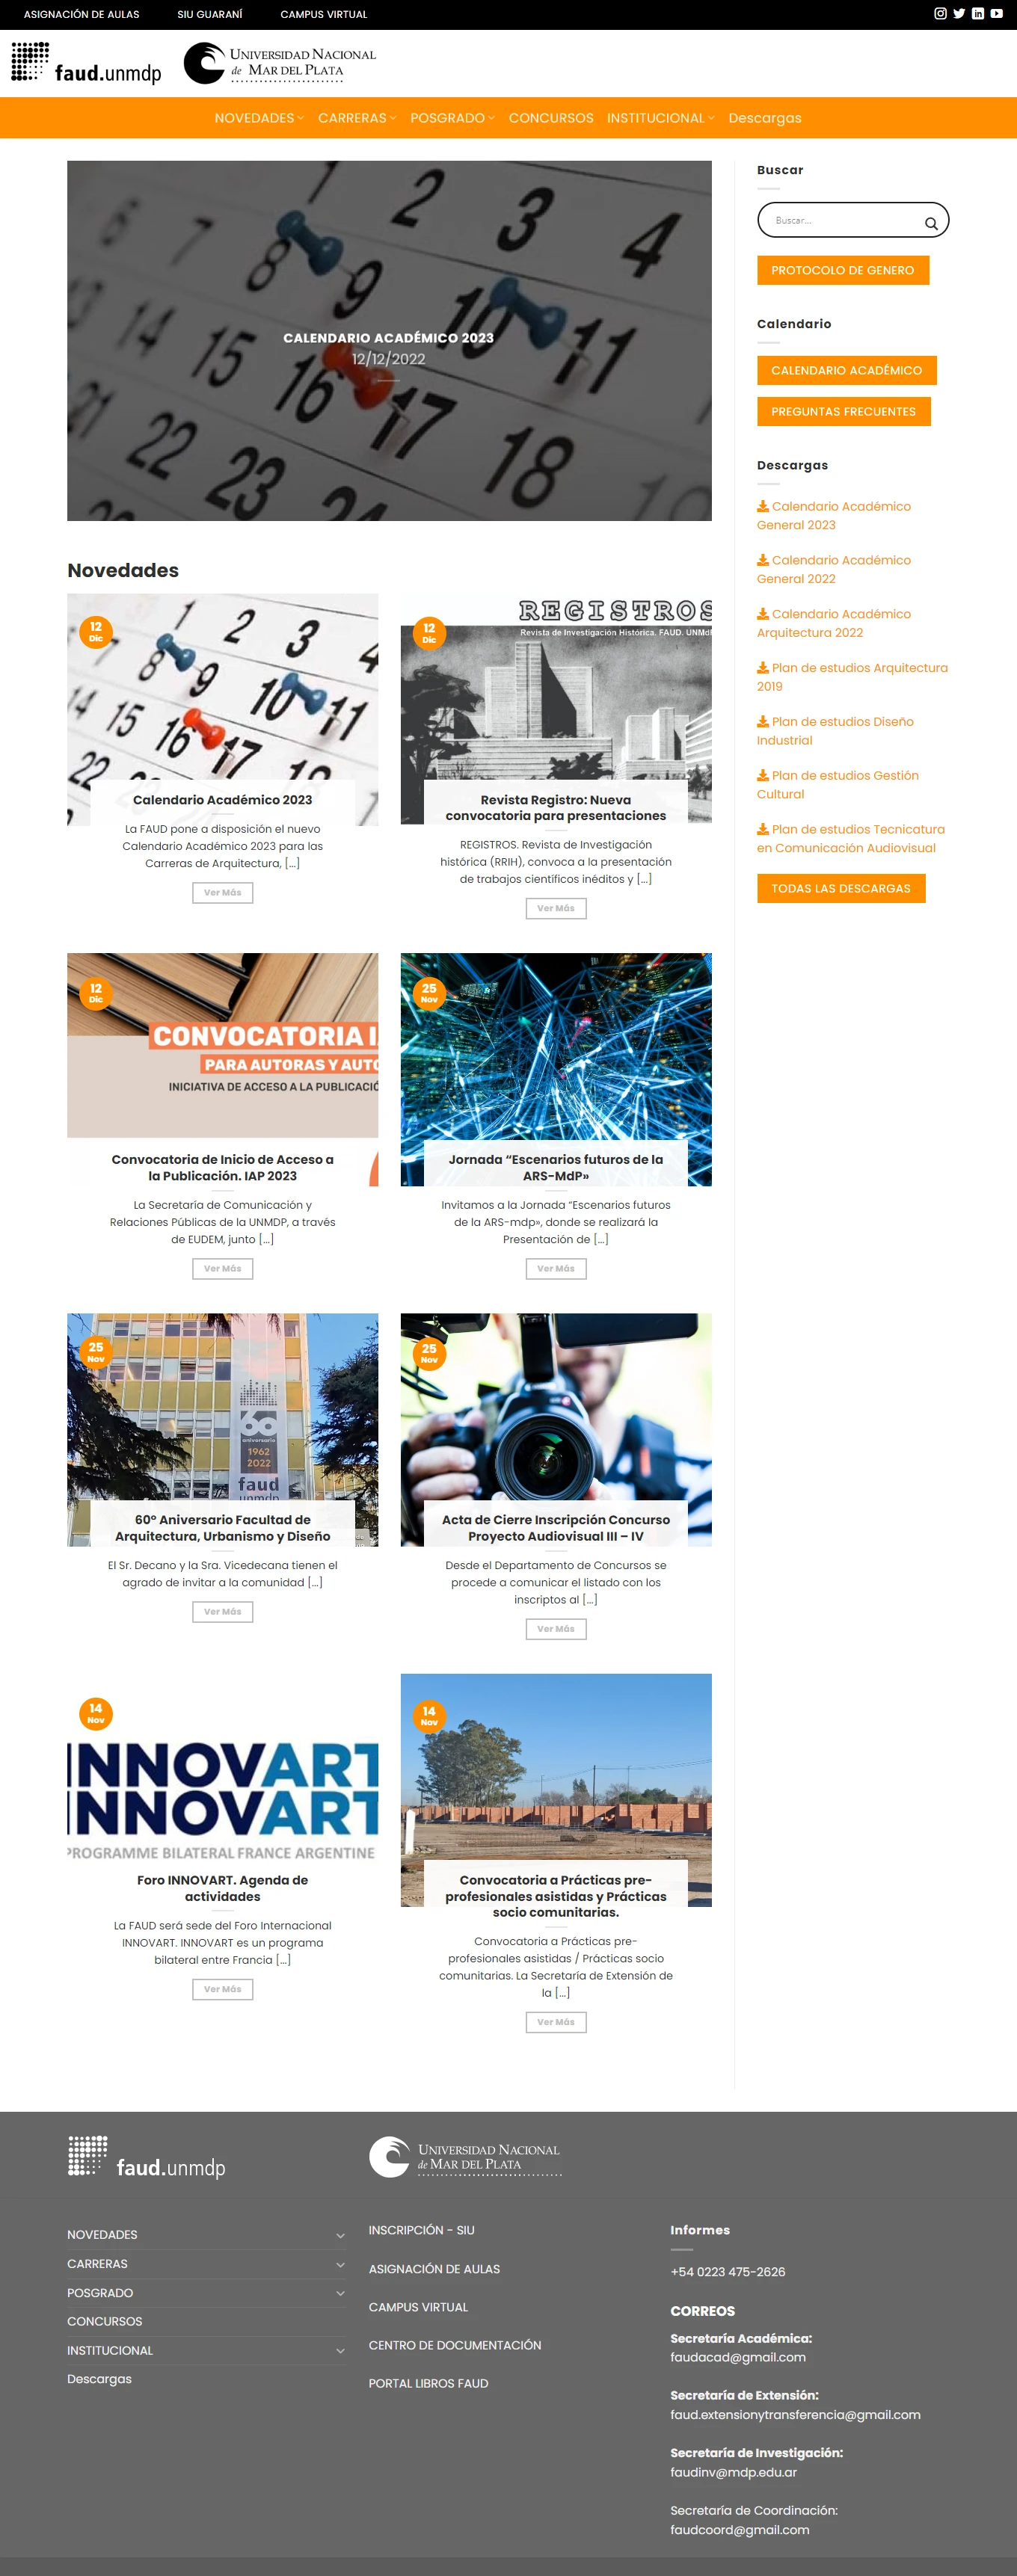 ASIGNACIÓN DE AULAS SIU GUARANÍ CAMPUS VIRTUAL
faud.unmdp
UNIVERSIDAD NACIONAL
de MAR DEL PLATA
NOVEDADES CARRERAS POSGRADO CONCURSOS INSTITUCIONAL Descargas
CALENDARIO ACADÉMICO 2023
12/12/2022
Buscar
Buscar...
PROTOCOLO DE GENERO
Calendario
CALENDARIO ACADÉMICO
PREGUNTAS FRECUENTES
Descargas
Calendario Académico
General 2023
Calendario Académico
General 2022
Calendario Académico
Arquitectura 2022
Plan de estudios Arquitectura
2019
Plan de estudios Diseño
Industrial
Plan de estudios Gestión
Cultural
Plan de estudios Tecnicatura
en Comunicación Audiovisual
TODAS LAS DESCARGAS
Novedades
12
Dic
Calendario Académico 2023
La FAUD pone a disposición el nuevo
Calendario Académico 2023 para las
Carreras de Arquitectura, [...]
Ver Más
REGISTROS
Revista de Investigación Histórica. FAUD. UNMdP
12
Dic
Revista Registro: Nueva
convocatoria para presentaciones
REGISTROS. Revista de Investigación
histórica (RRIH), convoca a la presentación
de trabajos científicos inéditos y [...]
Ver Más
12
Dic
CONVOCATORIA I
PARA AUTORAS Y AUTO
INICIATIVA DE ACCESO A LA PUBLICACIÓ
Convocatoria de Inicio de Acceso a
la Publicación. IAP 2023
La Secretaría de Comunicación y
Relaciones Públicas de la UNMDP, a través
de EUDEM, junto [...]
Ver Más
25
Nov
Jornada “Escenarios futuros de la
ARS-MdP»
Invitamos a la Jornada “Escenarios futuros
de la ARS-mdp», donde se realizará la
Presentación de [...]
Ver Más
25
Nov
60
aniversario
1962
2022
faud
unmdp
60° Aniversario Facultad de
Arquitectura, Urbanismo y Diseño
El Sr. Decano y la Sra. Vicedecana tienen el
agrado de invitar a la comunidad [...]
Ver Más
25
Nov
Acta de Cierre Inscripción Concurso
Proyecto Audiovisual III – IV
Desde el Departamento de Concursos se
procede a comunicar el listado con los
inscriptos al [...]
Ver Más
14
Nov
INNOVART
INNOVART
PROGRAMME BILATERAL FRANCE ARGENTINE
Foro INNOVART. Agenda de
actividades
La FAUD será sede del Foro Internacional
INNOVART. INNOVART es un programa
bilateral entre Francia [...]
Ver Más
14
Nov
Convocatoria a Prácticas pre-
profesionales asistidas y Prácticas
socio comunitarias.
Convocatoria a Prácticas pre-
profesionales asistidas / Prácticas socio
comunitarias. La Secretaría de Extensión de
la [...]
Ver Más
faud.unmdp
UNIVERSIDAD NACIONAL
de MAR DEL PLATA
NOVEDADES
CARRERAS
POSGRADO
CONCURSOS
INSTITUCIONAL
Descargas
INSCRIPCIÓN - SIU
ASIGNACIÓN DE AULAS
CAMPUS VIRTUAL
CENTRO DE DOCUMENTACIÓN
PORTAL LIBROS FAUD
Informes
+54 0223 475-2626
CORREOS
Secretaría Académica:
faudacad@gmail.com
Secretaría de Extensión:
faud.extensionytransferencia@gmail.com
Secretaría de Investigación:
faudinv@mdp.edu.ar
Secretaría de Coordinación:
faudcoord@gmail.com